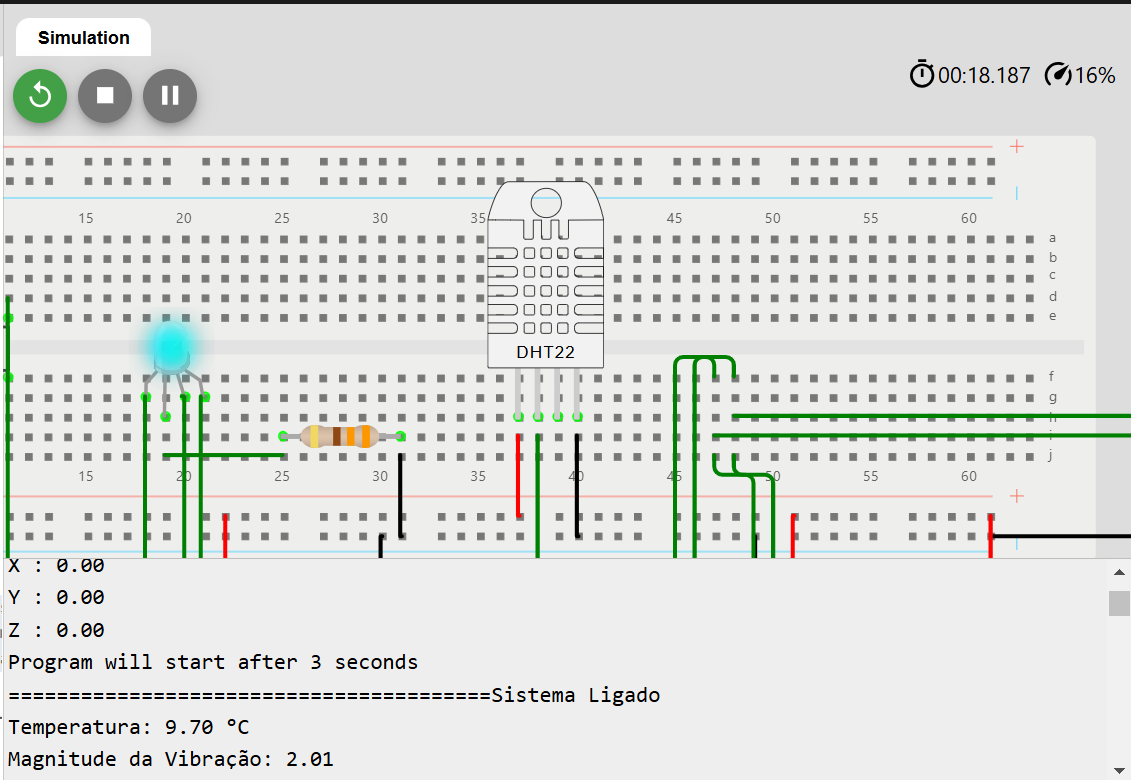 Simulation
00:18.187 16%
15 20 25 30 35 45 50 55 60
a
b
c
d
e
DHT22
f
g
h
i
j
15 20 25 30 35 40 45 50 55 60
X : 0.00
Y : 0.00
Z : 0.00
Program will start after 3 seconds
========================================Sistema Ligado
Temperatura: 9.70 °C
Magnitude da Vibração: 2.01